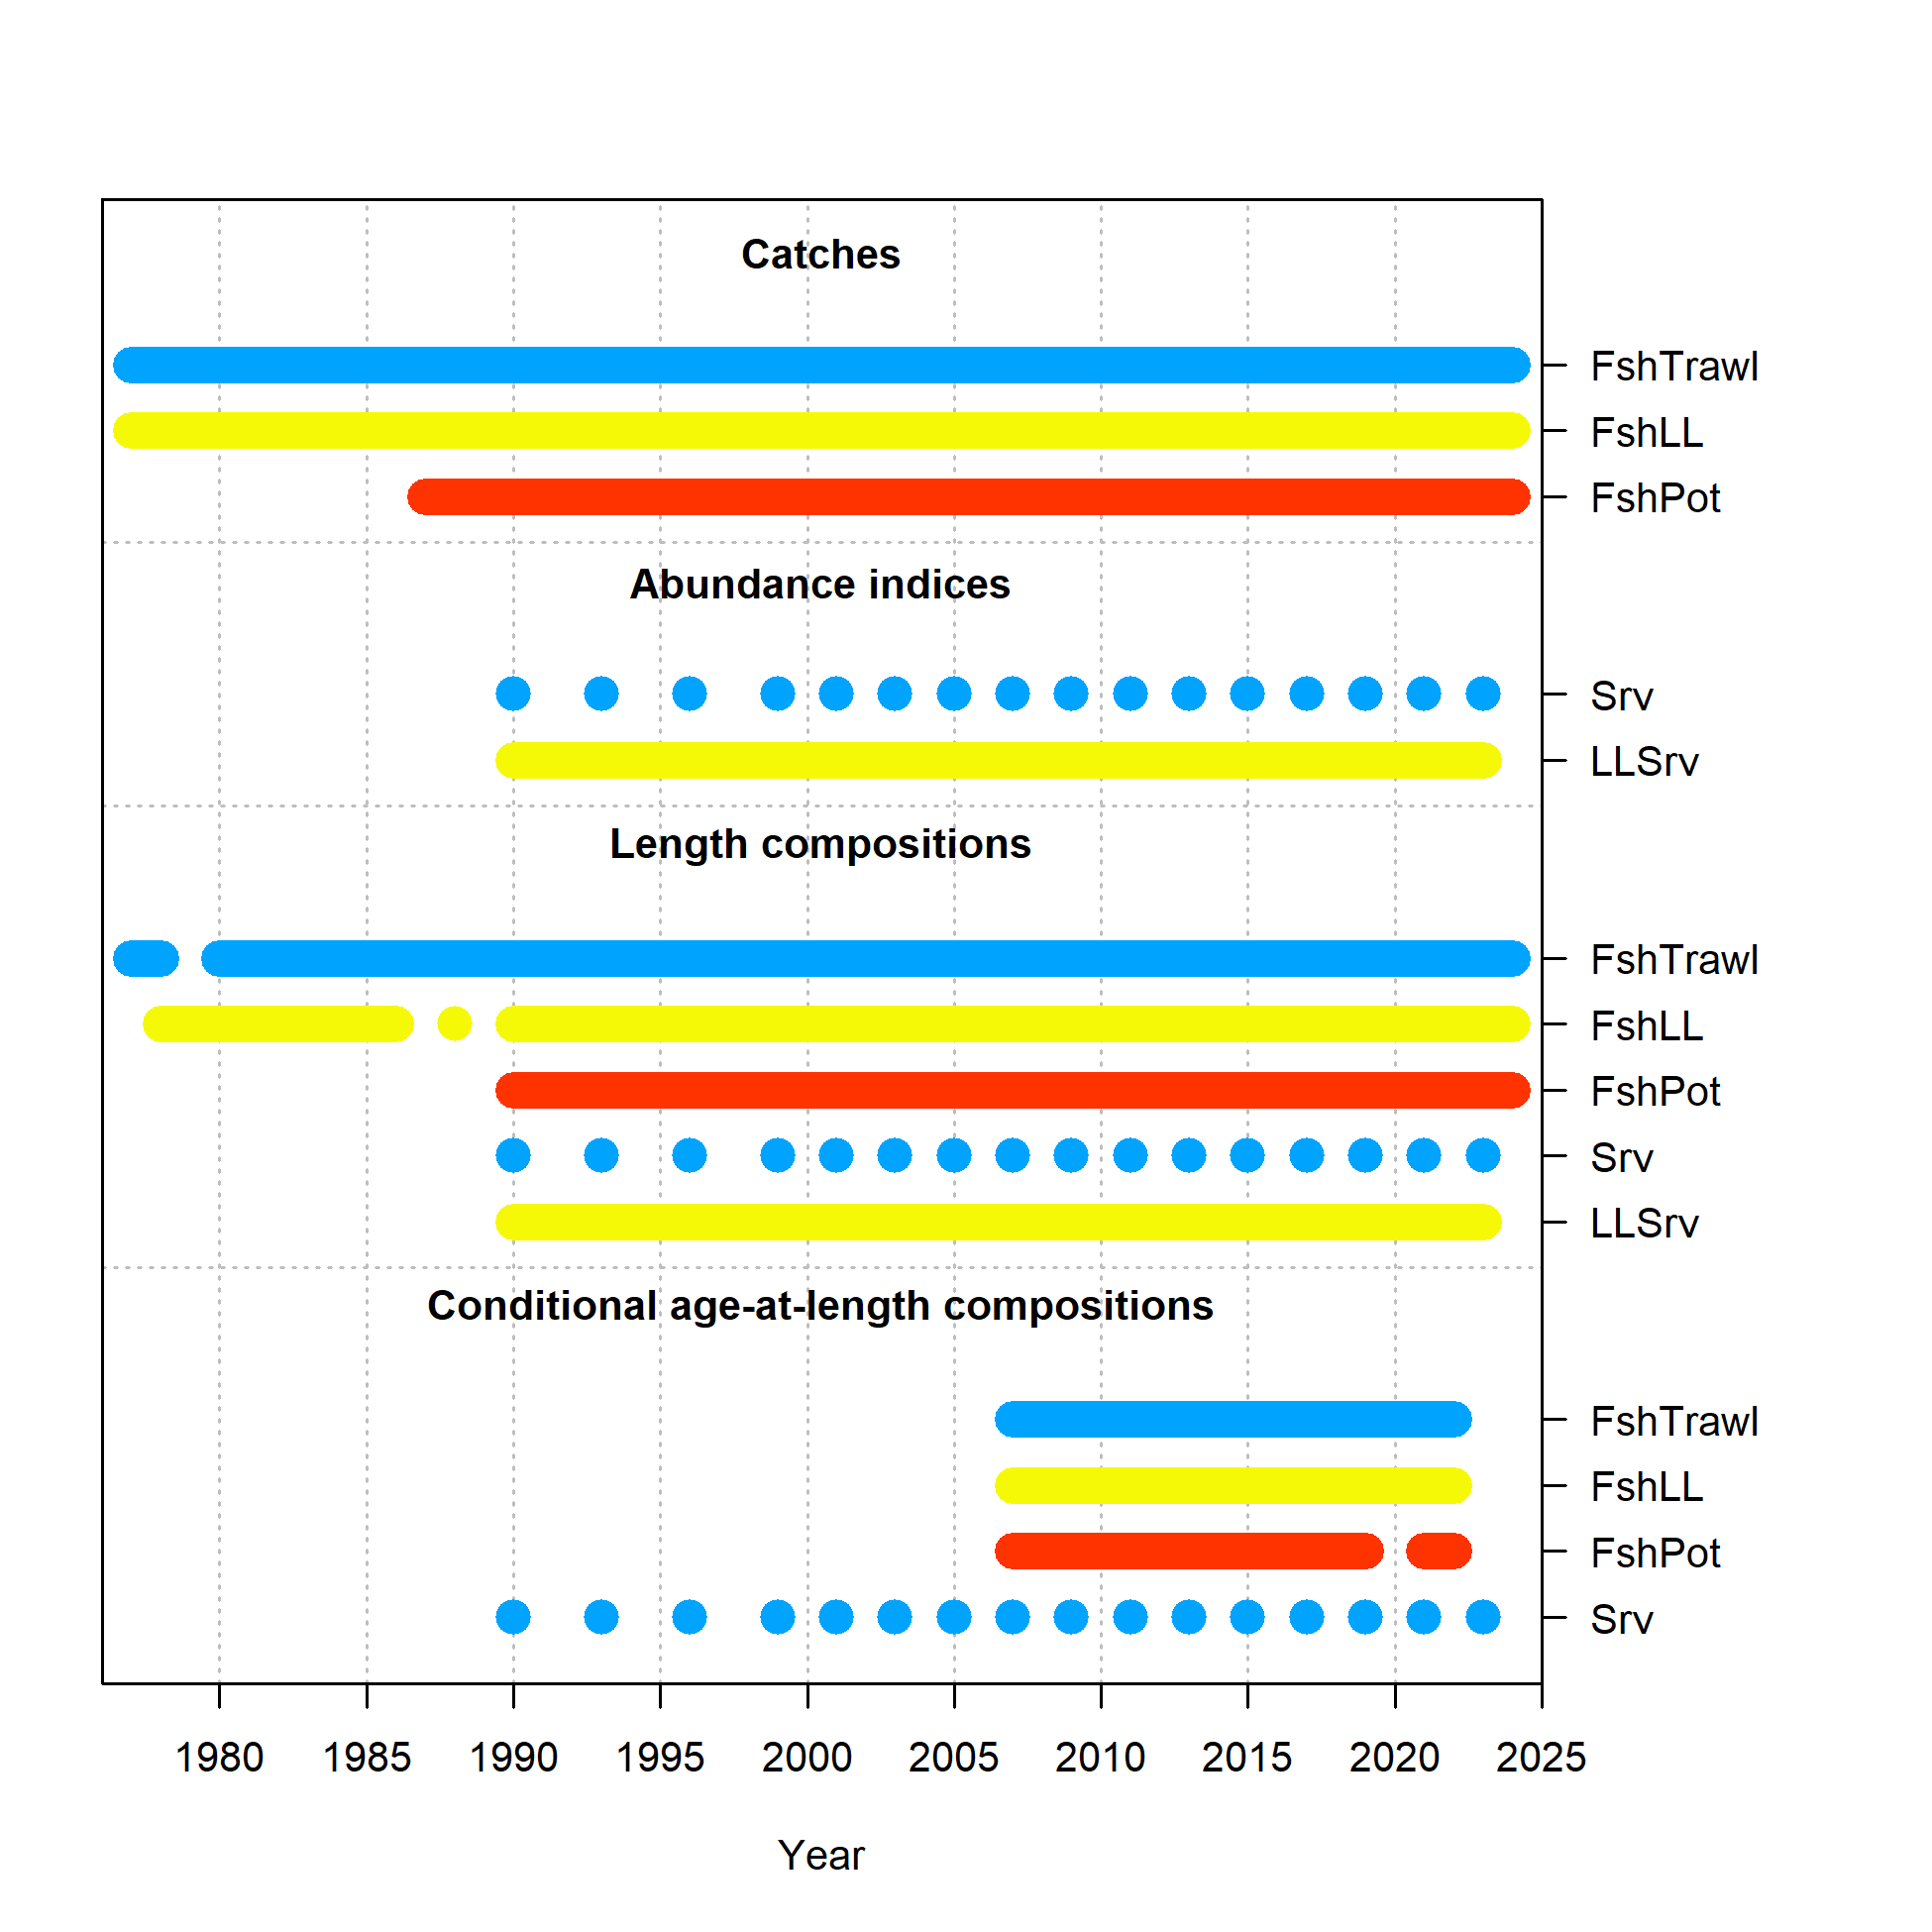 Catches
FshTrawl
FshLL
FshPot
Abundance indices
Srv
LLSrv
Length compositions
FshTrawl
FshLL
FshPot
Srv
LLSrv
Conditional age-at-length compositions
FshTrawl
FshLL
FshPot
Srv
1980 1985 1990 1995 2000 2005 2010 2015 2020 2025
Year